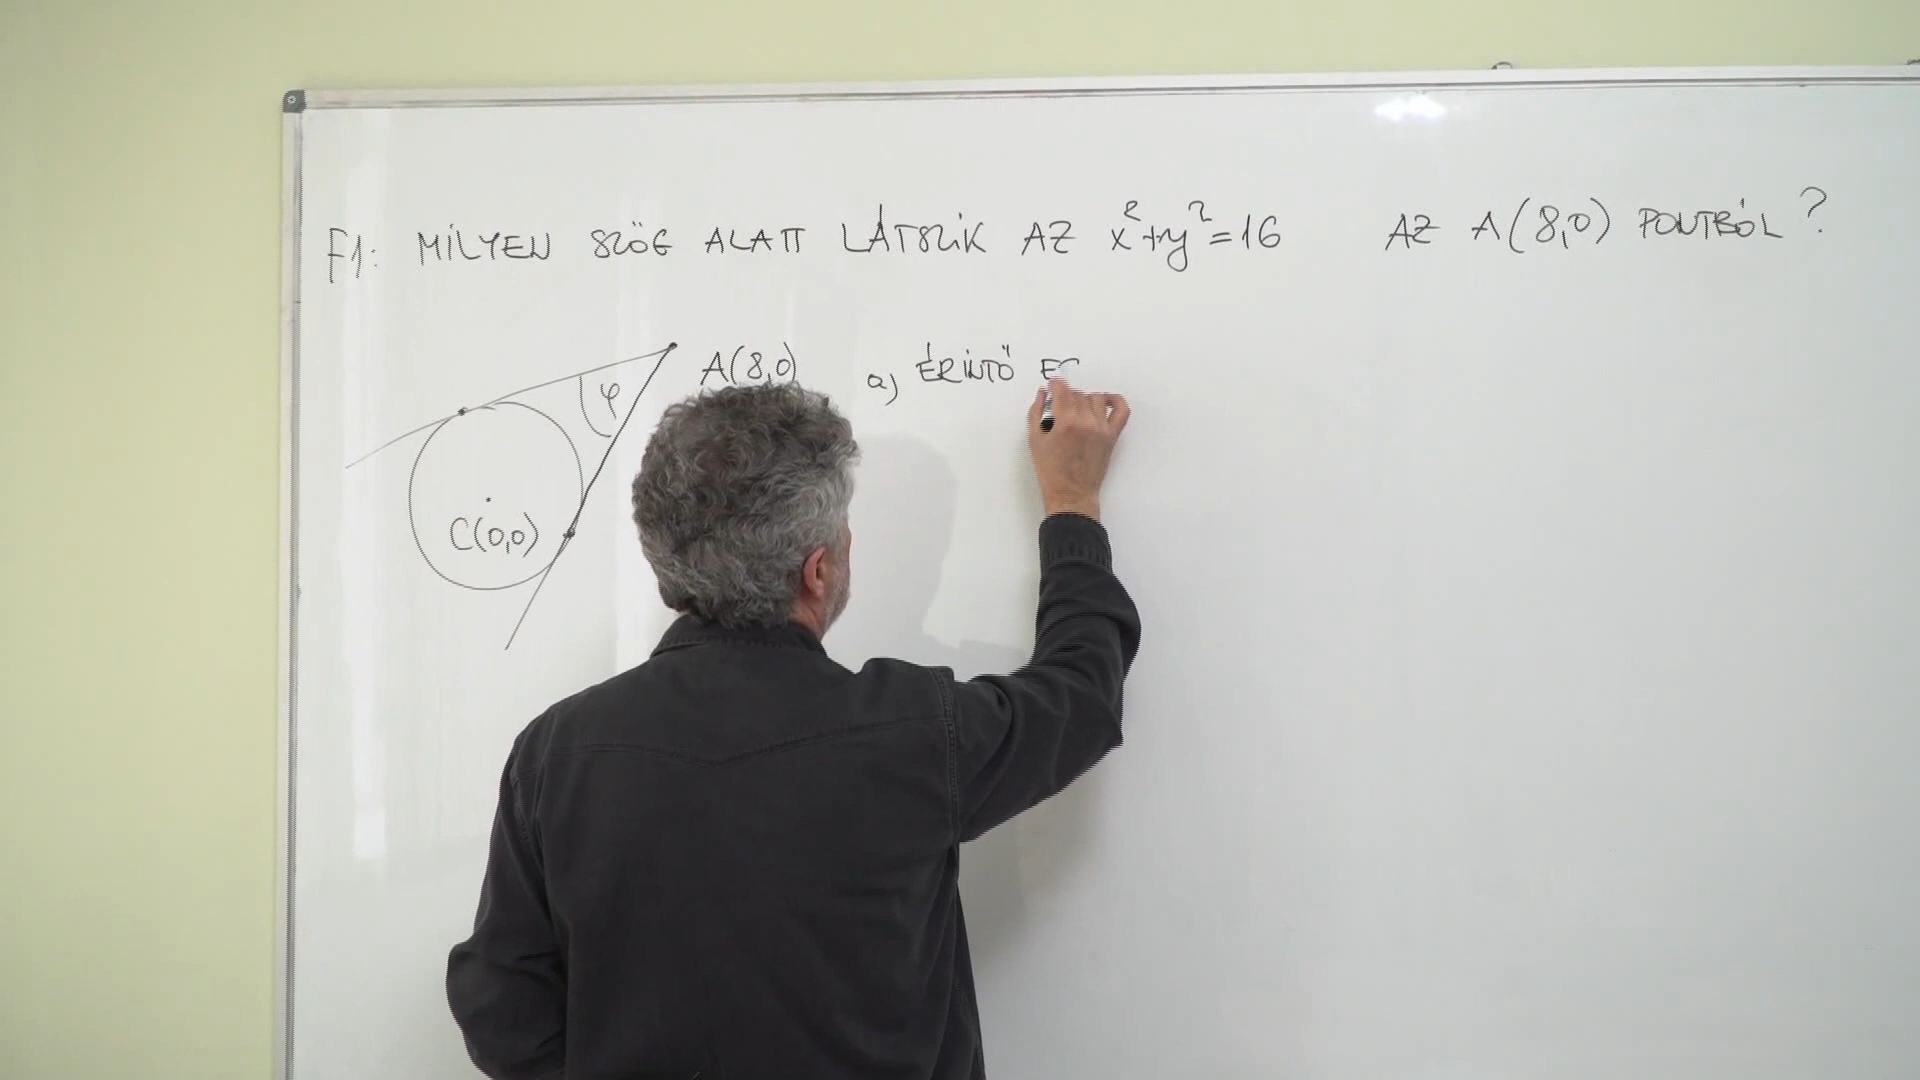 F1: MILYEN SZÖG ALATT LÁTSZIK AZ x²+y²=16 AZ A(8,0) PONTBÓL?
A(8,0)
a) ÉRINTŐ
φ
C(0,0)